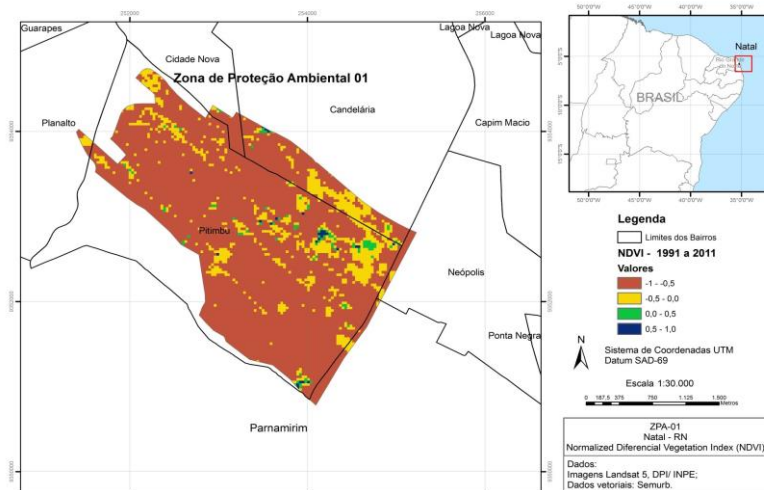 252000
254000
256000
Guarapes
Lagoa Nova
Lagoa Nova
Cidade Nova
Zona de Proteção Ambiental 01
Candelária
Planalto
Capim Macio
Pitimbu
Neópolis
Ponta Negra
Parnamirim
Natal
BRASIL
50°0'0"W
45°0'0"W
40°0'0"W
35°0'0"W
Legenda
Limites dos Bairros
NDVI - 1991 a 2011
Valores
-1 - -0,5
-0,5 - 0,0
0,0 - 0,5
0,5 - 1,0
N
Sistema de Coordenadas UTM
Datum SAD-69
Escala 1:30.000
0 187,5 375 750 1.125 1.500
Metros
ZPA-01
Natal - RN
Normalized Diferencial Vegetation Index (NDVI)
Dados:
Imagens Landsat 5, DPI/ INPE;
Dados vetoriais: Semurb.